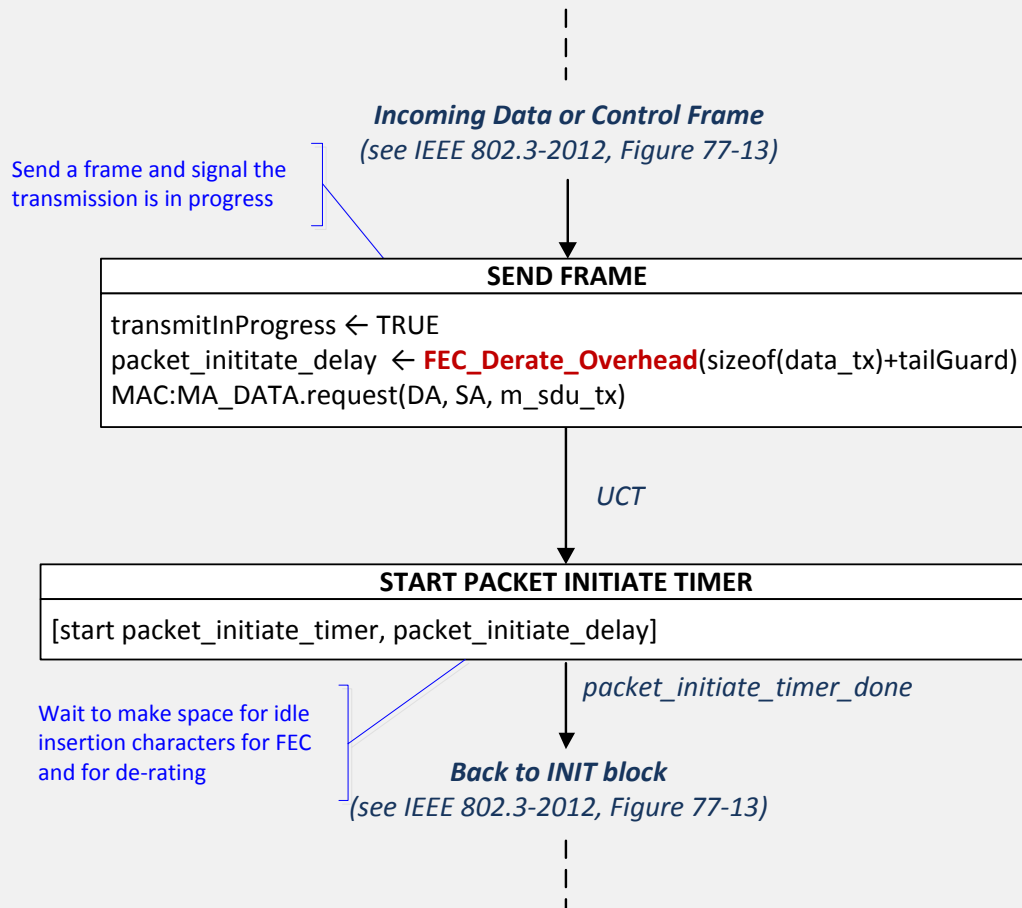 Incoming Data or Control Frame
(see IEEE 802.3-2012, Figure 77-13)
Send a frame and signal the
transmission is in progress
SEND FRAME
transmitInProgress ← TRUE
packet_inititate_delay ← FEC_Derate_Overhead(sizeof(data_tx)+tailGuard)
MAC:MA_DATA.request(DA, SA, m_sdu_tx)
UCT
START PACKET INITIATE TIMER
[start packet_initiate_timer, packet_initiate_delay]
packet_initiate_timer_done
Wait to make space for idle
insertion characters for FEC
and for de-rating
Back to INIT block
(see IEEE 802.3-2012, Figure 77-13)